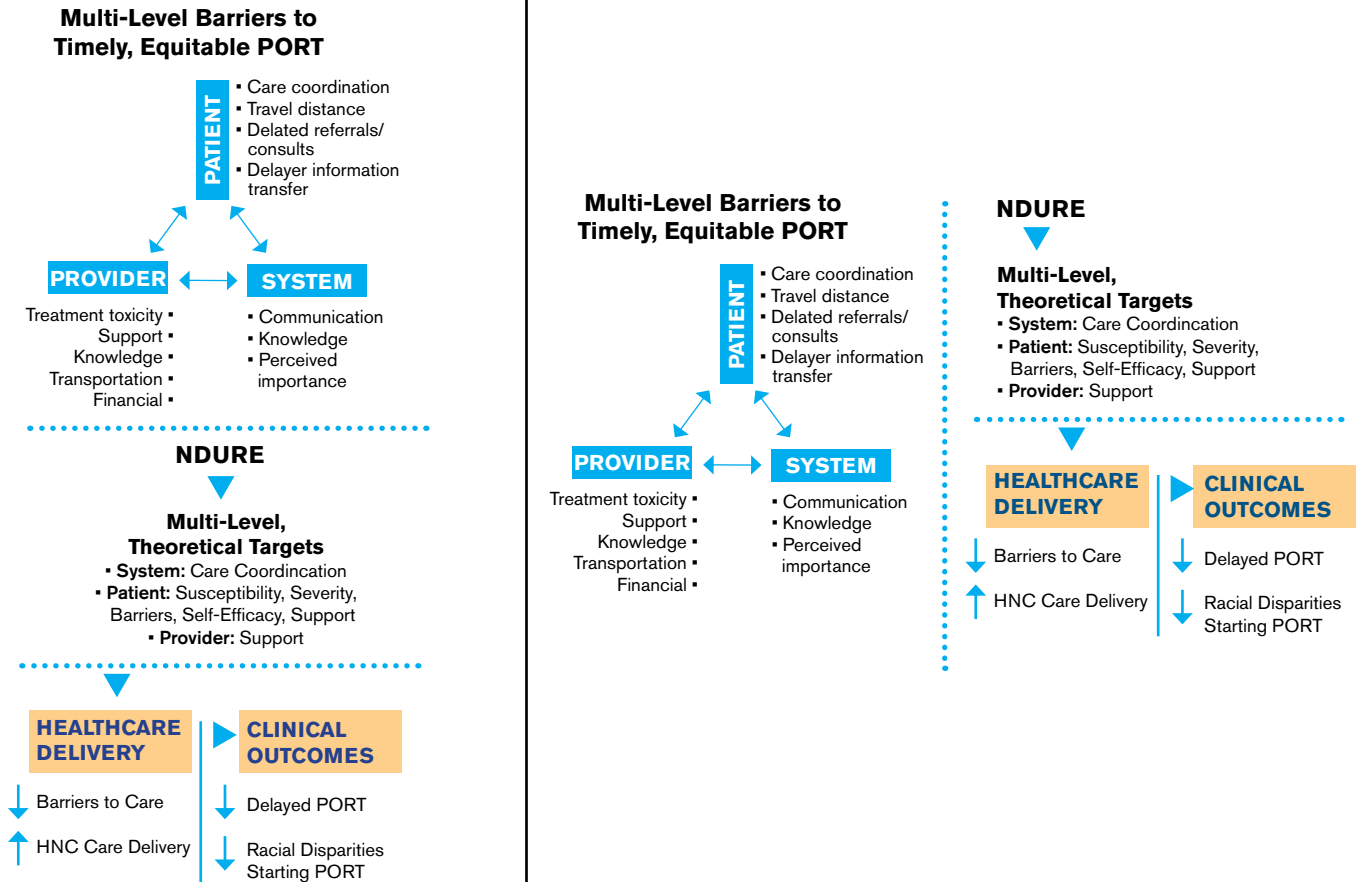 Multi-Level Barriers to
Timely, Equitable PORT
PATIENT
▪ Care coordination
▪ Travel distance
▪ Delated referrals/
consults
▪ Delayer information
transfer
PROVIDER
Treatment toxicity ▪
Support ▪
Knowledge ▪
Transportation ▪
Financial ▪
SYSTEM
▪ Communication
▪ Knowledge
▪ Perceived
importance
NDURE
Multi-Level,
Theoretical Targets
▪ System: Care Coordincation
▪ Patient: Susceptibility, Severity,
Barriers, Self-Efficacy, Support
▪ Provider: Support
HEALTHCARE
DELIVERY
Barriers to Care
HNC Care Delivery
CLINICAL
OUTCOMES
Delayed PORT
Racial Disparities
Starting PORT
Multi-Level Barriers to
Timely, Equitable PORT
PATIENT
▪ Care coordination
▪ Travel distance
▪ Delated referrals/
consults
▪ Delayer information
transfer
PROVIDER
Treatment toxicity ▪
Support ▪
Knowledge ▪
Transportation ▪
Financial ▪
SYSTEM
▪ Communication
▪ Knowledge
▪ Perceived
importance
NDURE
Multi-Level,
Theoretical Targets
▪ System: Care Coordincation
▪ Patient: Susceptibility, Severity,
Barriers, Self-Efficacy, Support
▪ Provider: Support
HEALTHCARE
DELIVERY
Barriers to Care
HNC Care Delivery
CLINICAL
OUTCOMES
Delayed PORT
Racial Disparities
Starting PORT